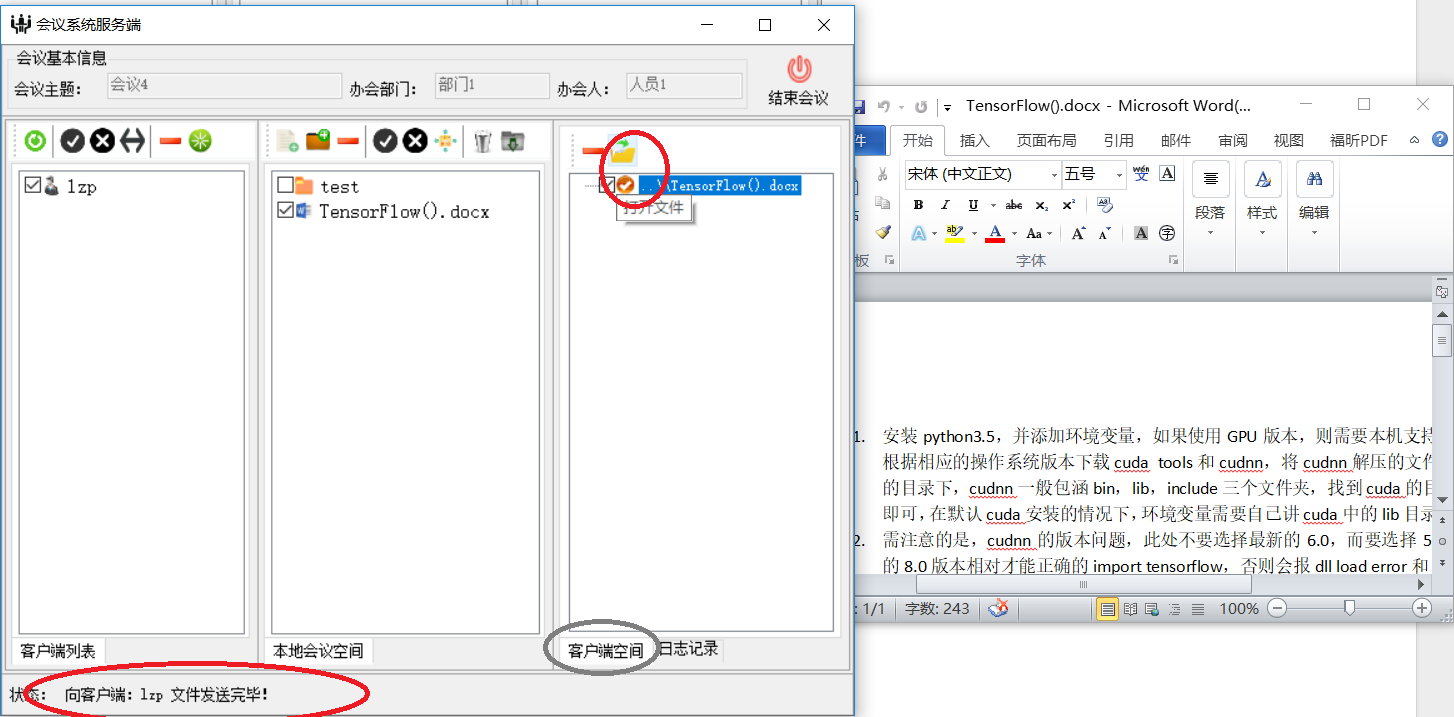 会议系统服务端
会议基本信息
会议主题： 会议4 办会部门： 部门1 办会人： 人员1
结束会议
lzp
test
TensorFlow().docx
..\TensorFlow().docx
打开文件
客户端列表
本地会议空间
客户端空间 日志记录
状态： 向客户端：lzp 文件发送完毕！
TensorFlow().docx - Microsoft Word(...
件 开始 插入 页面布局 引用 邮件 审阅 视图 福昕PDF
宋体 (中文正文) 五号 wén 文 A
B I U abc x₂ x² Aa
A ab A Aa A A A 字
板 字体
段落 样式 编辑
1. 安装 python3.5，并添加环境变量，如果使用 GPU 版本，则需要本机支持
根据相应的操作系统版本下载 cuda tools 和 cudnn，将 cudnn 解压的文件
的目录下，cudnn 一般包涵 bin，lib，include 三个文件夹，找到 cuda 的目
即可，在默认 cuda 安装的情况下，环境变量需要自己讲 cuda 中的 lib 目录
2. 需注意的是，cudnn 的版本问题，此处不要选择最新的 6.0，而要选择 5
的 8.0 版本相对才能正确的 import tensorflow，否则会报 dll load error 和
: 1/1 字数: 243 100%